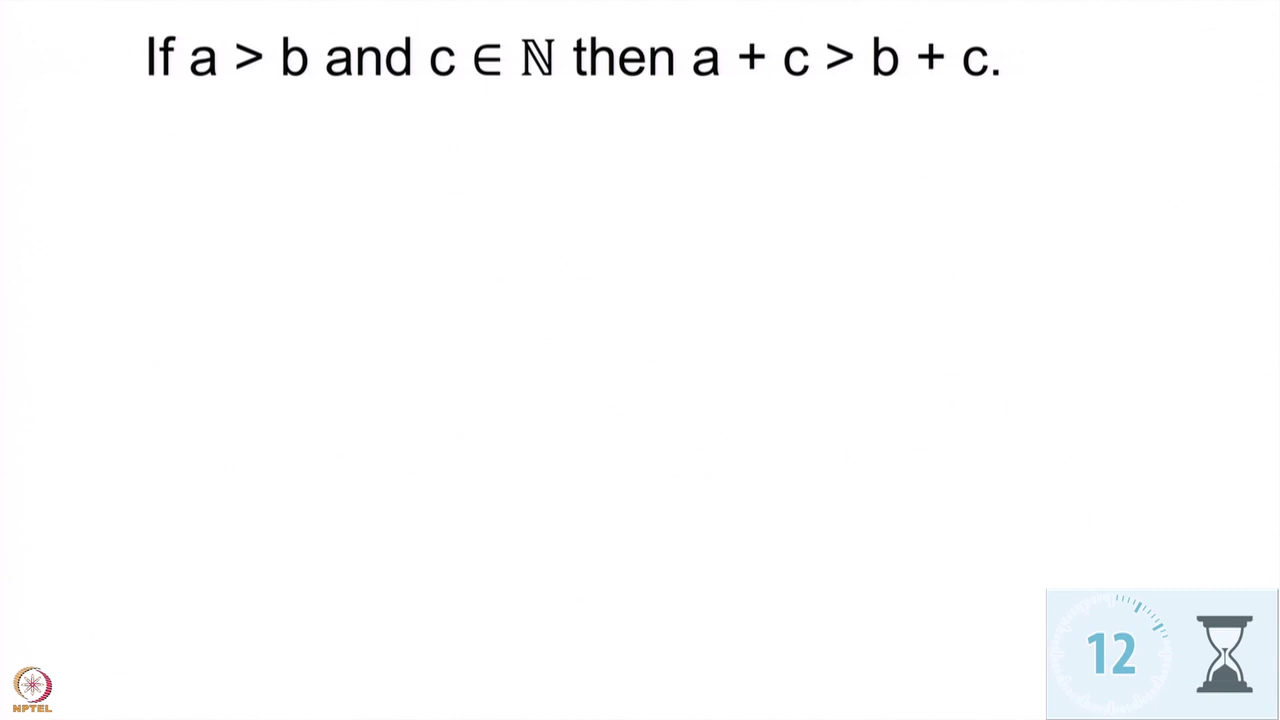 If a > b and c ∈ ℕ then a + c > b + c.
12
NPTEL